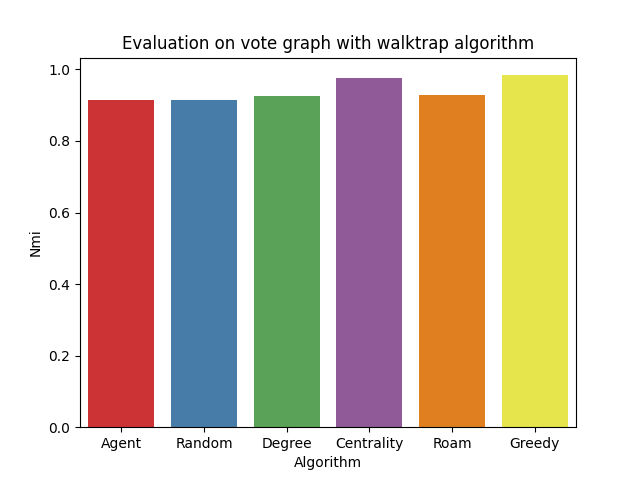 Evaluation on vote graph with walktrap algorithm
1.0
0.8
0.6
0.4
0.2
0.0
Nmi
Agent Random Degree Centrality Roam Greedy
Algorithm